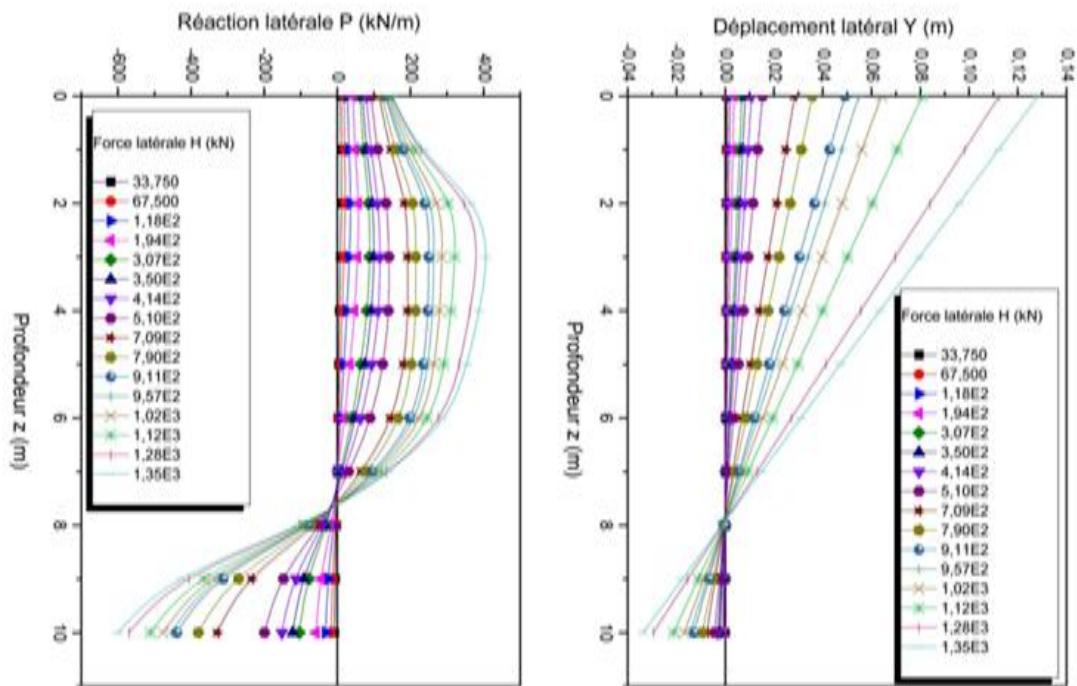 Réaction latérale P (kN/m)
-600
-400
-200
0
200
400
0
2
4
6
8
10
Profondeur z (m)
Force latérale H (kN)
33,750
67,500
1,18E2
1,94E2
3,07E2
3,50E2
4,14E2
5,10E2
7,09E2
7,90E2
9,11E2
9,57E2
1,02E3
1,12E3
1,28E3
1,35E3
Déplacement latéral Y (m)
-0,04
-0,02
0,00
0,02
0,04
0,06
0,08
0,10
0,12
0,14
0
2
4
6
8
10
Profondeur z (m)
Force latérale H (kN)
33,750
67,500
1,18E2
1,94E2
3,07E2
3,50E2
4,14E2
5,10E2
7,09E2
7,90E2
9,11E2
9,57E2
1,02E3
1,12E3
1,28E3
1,35E3